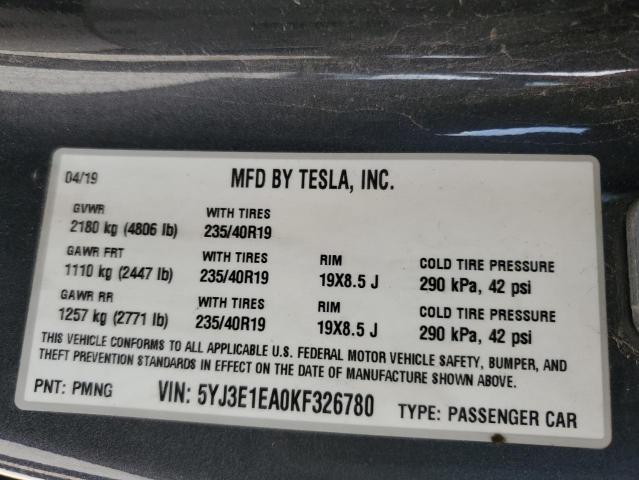 04/19 MFD BY TESLA, INC.
GVWR WITH TIRES
2180 kg (4806 lb) 235/40R19
GAWR FRT WITH TIRES RIM COLD TIRE PRESSURE
1110 kg (2447 lb) 235/40R19 19X8.5 J 290 kPa, 42 psi
GAWR RR WITH TIRES RIM COLD TIRE PRESSURE
1257 kg (2771 lb) 235/40R19 19X8.5 J 290 kPa, 42 psi
THIS VEHICLE CONFORMS TO ALL APPLICABLE U.S. FEDERAL MOTOR VEHICLE SAFETY, BUMPER, AND
THEFT PREVENTION STANDARDS IN EFFECT ON THE DATE OF MANUFACTURE SHOWN ABOVE.
PNT: PMNG VIN: 5YJ3E1EA0KF326780 TYPE: PASSENGER CAR